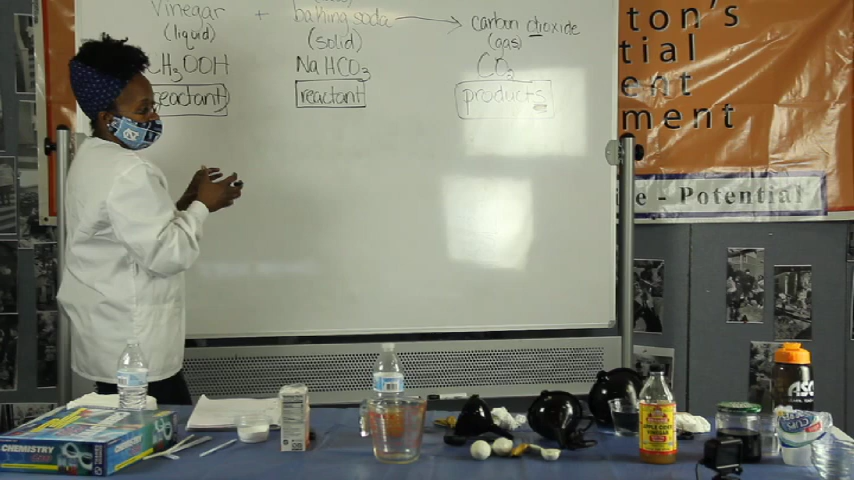 Vinegar + baking soda → carbon dioxide
(liquid) (solid) (gas)
CH3OOH NaHCO3 CO2
reactant reactant products
ton's
tial
ent
ment
e - Potential
CHEMISTRY
APPLE CIDER
VINEGAR
ASC